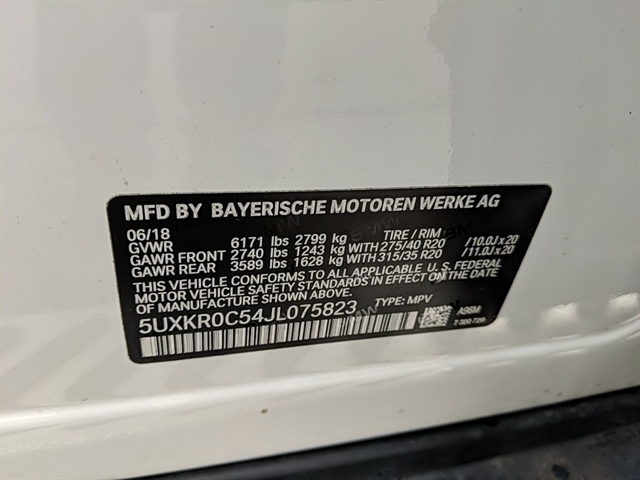 MFD BY BAYERISCHE MOTOREN WERKE AG
06/18 TIRE / RIM
GVWR 6171 lbs 2799 kg
GAWR FRONT 2740 lbs 1243 kg WITH 275/40 R20 /10.0J x 20
GAWR REAR 3589 lbs 1628 kg WITH 315/35 R20 /11.0J x 20
THIS VEHICLE CONFORMS TO ALL APPLICABLE U.S. FEDERAL
MOTOR VEHICLE SAFETY STANDARDS IN EFFECT ON THE
DATE OF MANUFACTURE SHOWN ABOVE.
5UXKR0C54JL075823 TYPE: MPV
A96M